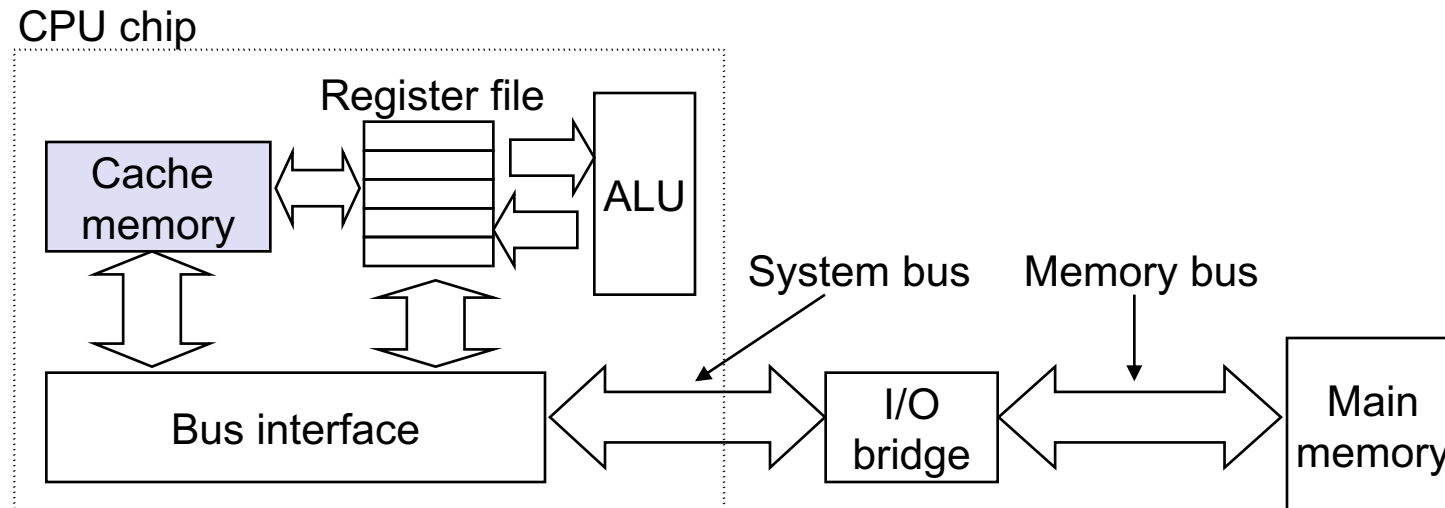 CPU chip
Register file
Cache
memory
ALU
System bus
Memory bus
Bus interface
I/O
bridge
Main
memory